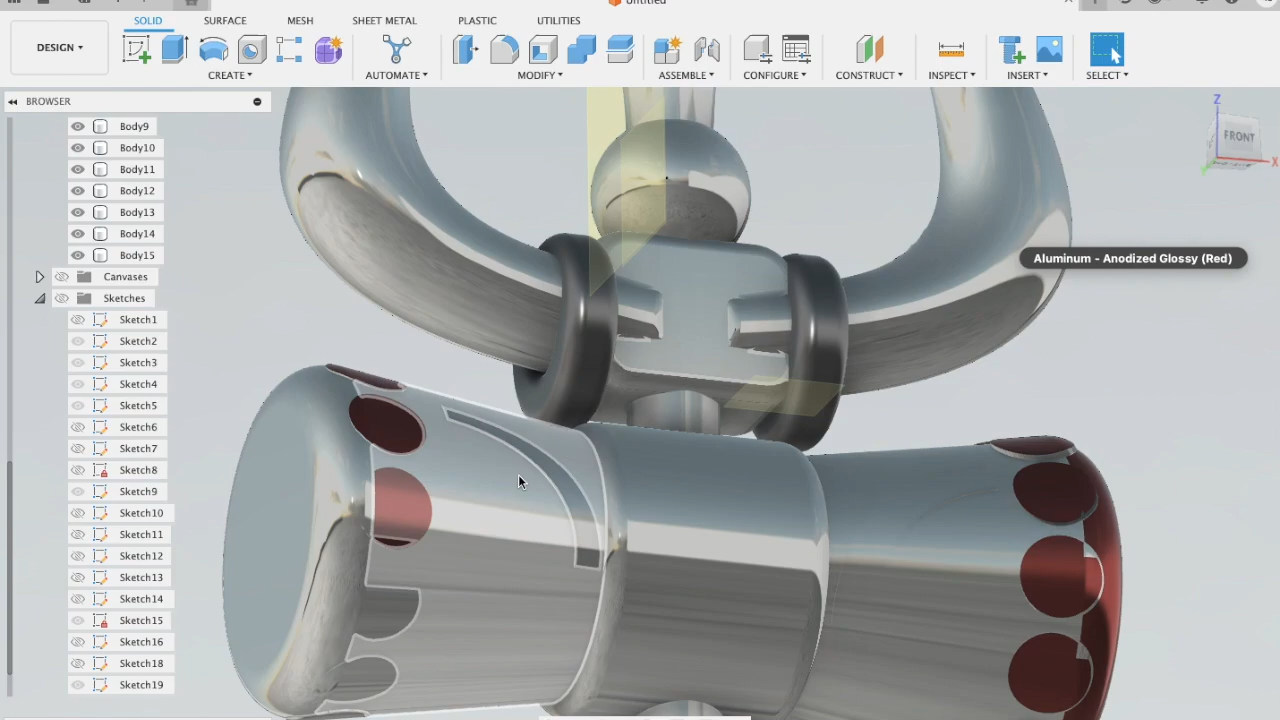 Untitled
SOLID SURFACE MESH SHEET METAL PLASTIC UTILITIES
DESIGN
CREATE AUTOMATE MODIFY ASSEMBLE CONFIGURE CONSTRUCT INSPECT INSERT SELECT
BROWSER
Body9
Body10
Body11
Body12
Body13
Body14
Body15
Canvases
Sketches
Sketch1
Sketch2
Sketch3
Sketch4
Sketch5
Sketch6
Sketch7
Sketch8
Sketch9
Sketch10
Sketch11
Sketch12
Sketch13
Sketch14
Sketch15
Sketch16
Sketch18
Sketch19
Z
FRONT
X
Aluminum - Anodized Glossy (Red)